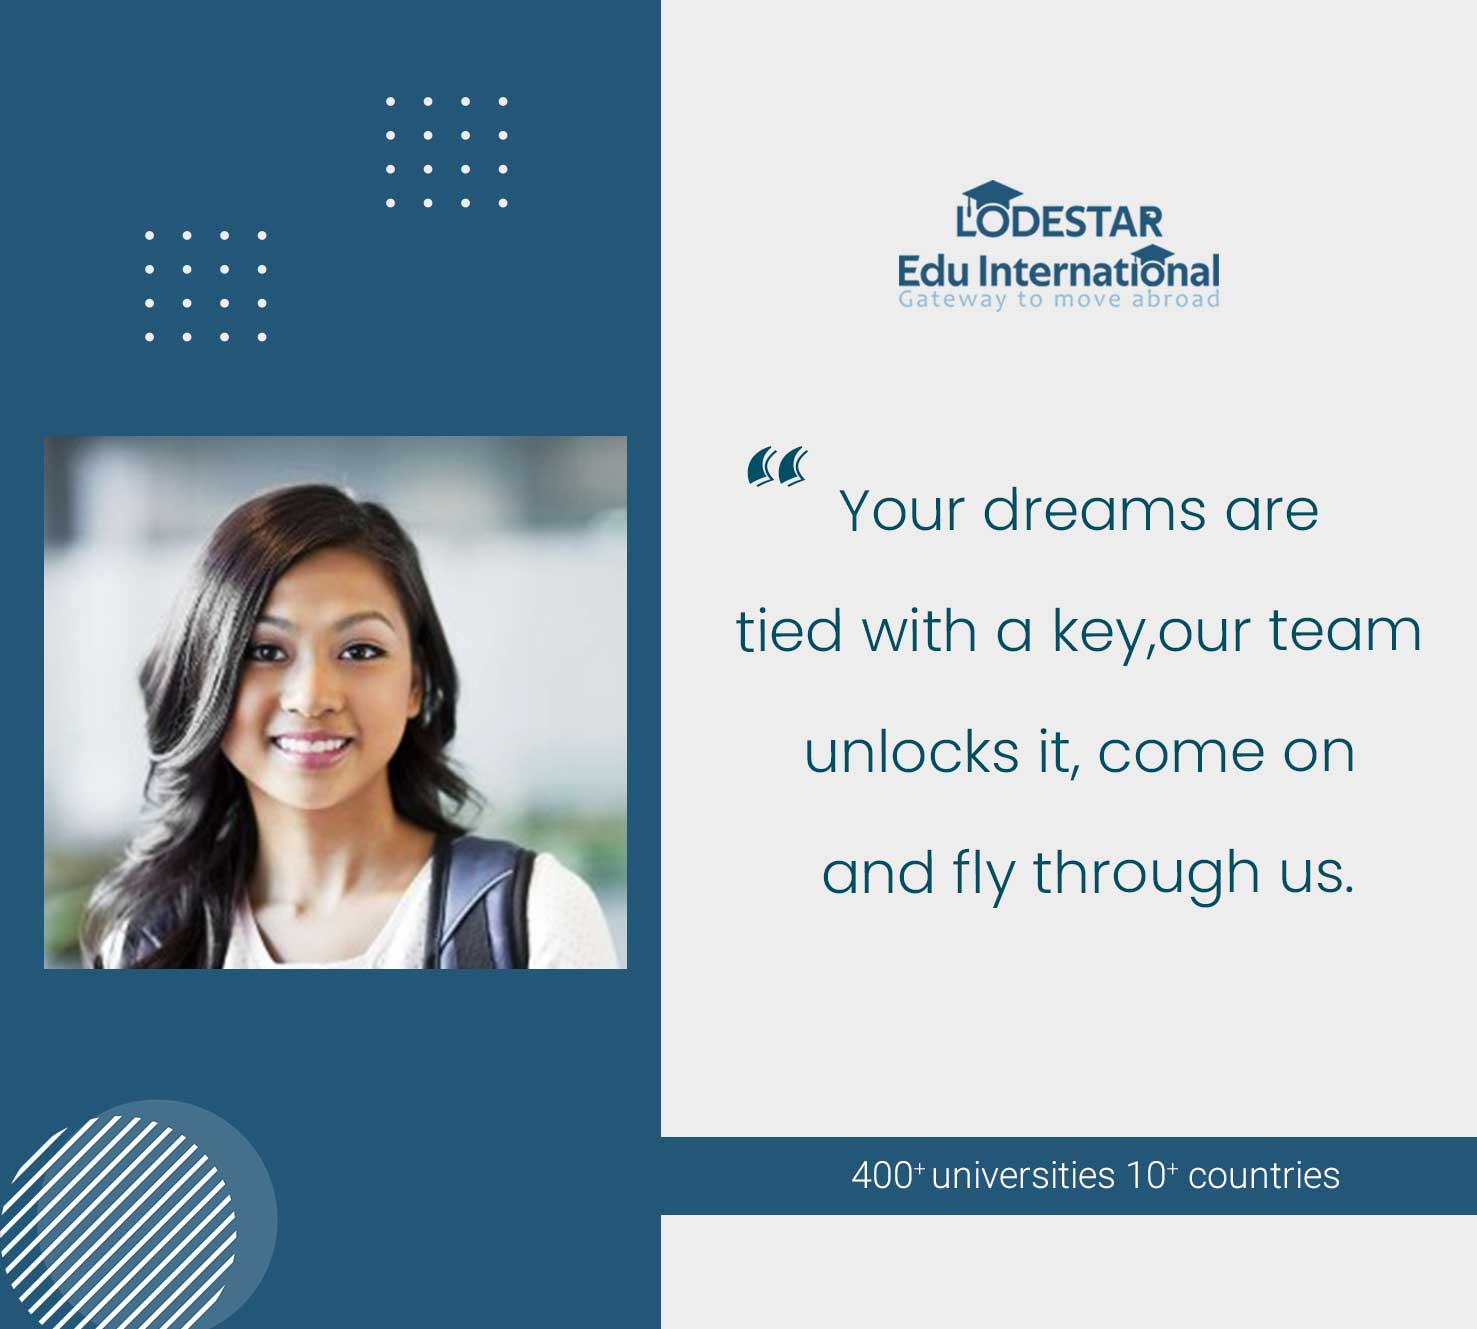 LODESTAR
Edu International
Gateway to move abroad
“ Your dreams are
tied with a key,our team
unlocks it, come on
and fly through us.
400+ universities 10+ countries